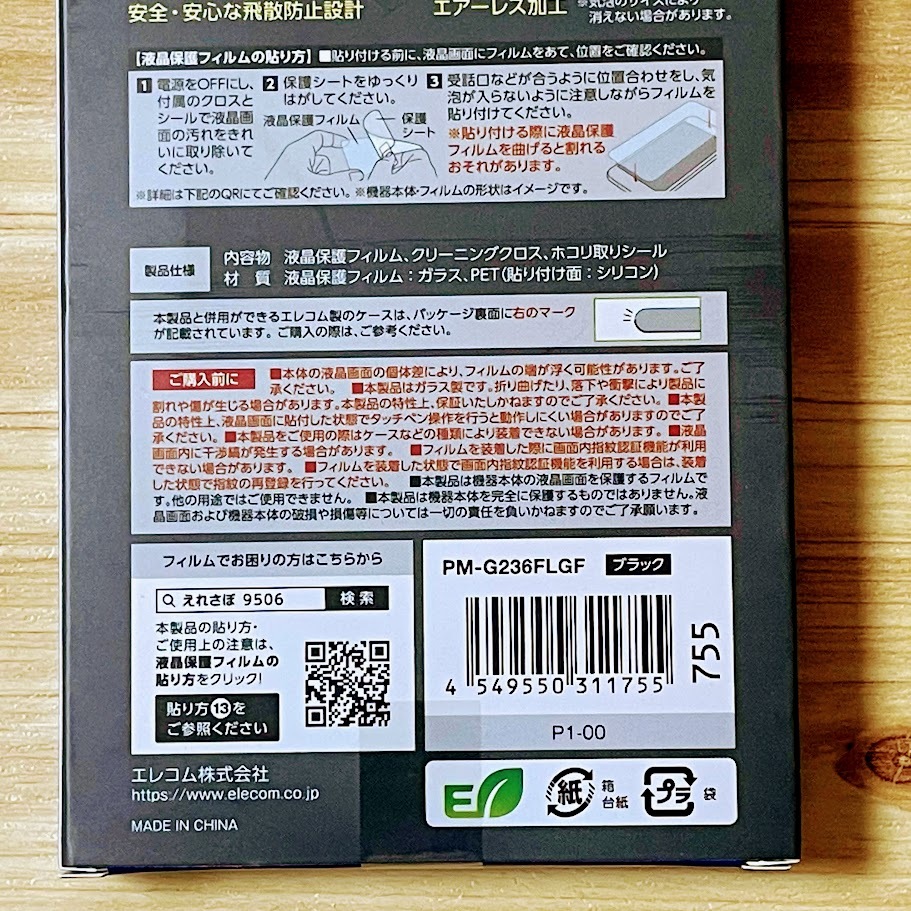 安全・安心な飛散防止設計
エアーレス加工
消えない場合があります。
【液晶保護フィルムの貼り方】 ■貼り付ける前に、液晶画面にフィルムをあて、位置をご確認ください。
1 電源をOFFにし、
付属のクロスと
シールで液晶画
面の汚れをきれ
いに取り除いて
ください。
2 保護シートをゆっくり
はがしてください。
液晶保護フィルム
保護
シート
3 受話口などが合うように位置合わせをし、気
泡が入らないように注意しながらフィルムを
貼り付けてください。
※貼り付ける際に液晶保護
フィルムを曲げると割れる
おそれがあります。
※詳細は下記のQRにてご確認ください。※機器本体・フィルムの形状はイメージです。
製品仕様
内容物 液晶保護フィルム、クリーニングクロス、ホコリ取りシール
材 質 液晶保護フィルム：ガラス、PET(貼り付け面：シリコン)
本製品と併用ができるエレコム製のケースは、パッケージ裏面に右のマーク
が記載されています。ご購入の際は、ご参考ください。
ご購入前に ■本体の液晶画面の個体差により、フィルムの端が浮く可能性があります。ご了
承ください。 ■本製品はガラス製です。折り曲げたり、落下や衝撃により製品に
割れや傷が生じる場合があります。本製品の特性上、保証いたしかねますのでご了承ください。■本製
品の特性上、液晶画面に貼付した状態でタッチペン操作を行うと動作しにくい場合がありますのでご了
承ください。■本製品をご使用の際はケースなどの種類により装着できない場合があります。■液晶
画面内に干渉縞が発生する場合があります。 ■フィルムを装着した際に画面内指紋認証機能が利用
できない場合があります。 ■フィルムを装着した状態で画面内指紋認証機能を利用する場合は、装着
した状態で指紋の再登録を行ってください。 ■本製品は機器本体の液晶画面を保護するフィルムで
す。他の用途ではご使用できません。 ■本製品は機器本体を完全に保護するものではありません。液
晶画面および機器本体の破損や損傷等については一切の責任を負いかねますのでご了承願います。
フィルムでお困りの方はこちらから
えれさぽ 9506 検索
本製品の貼り方・
ご使用上の注意は、
液晶保護フィルムの
貼り方をクリック!
貼り方⑬を
ご参照ください
PM-G236FLGF ブラック
4 549550 311755
755
P1-00
エレコム株式会社
https://www.elecom.co.jp
MADE IN CHINA
E
紙
箱
台紙
プラ
袋